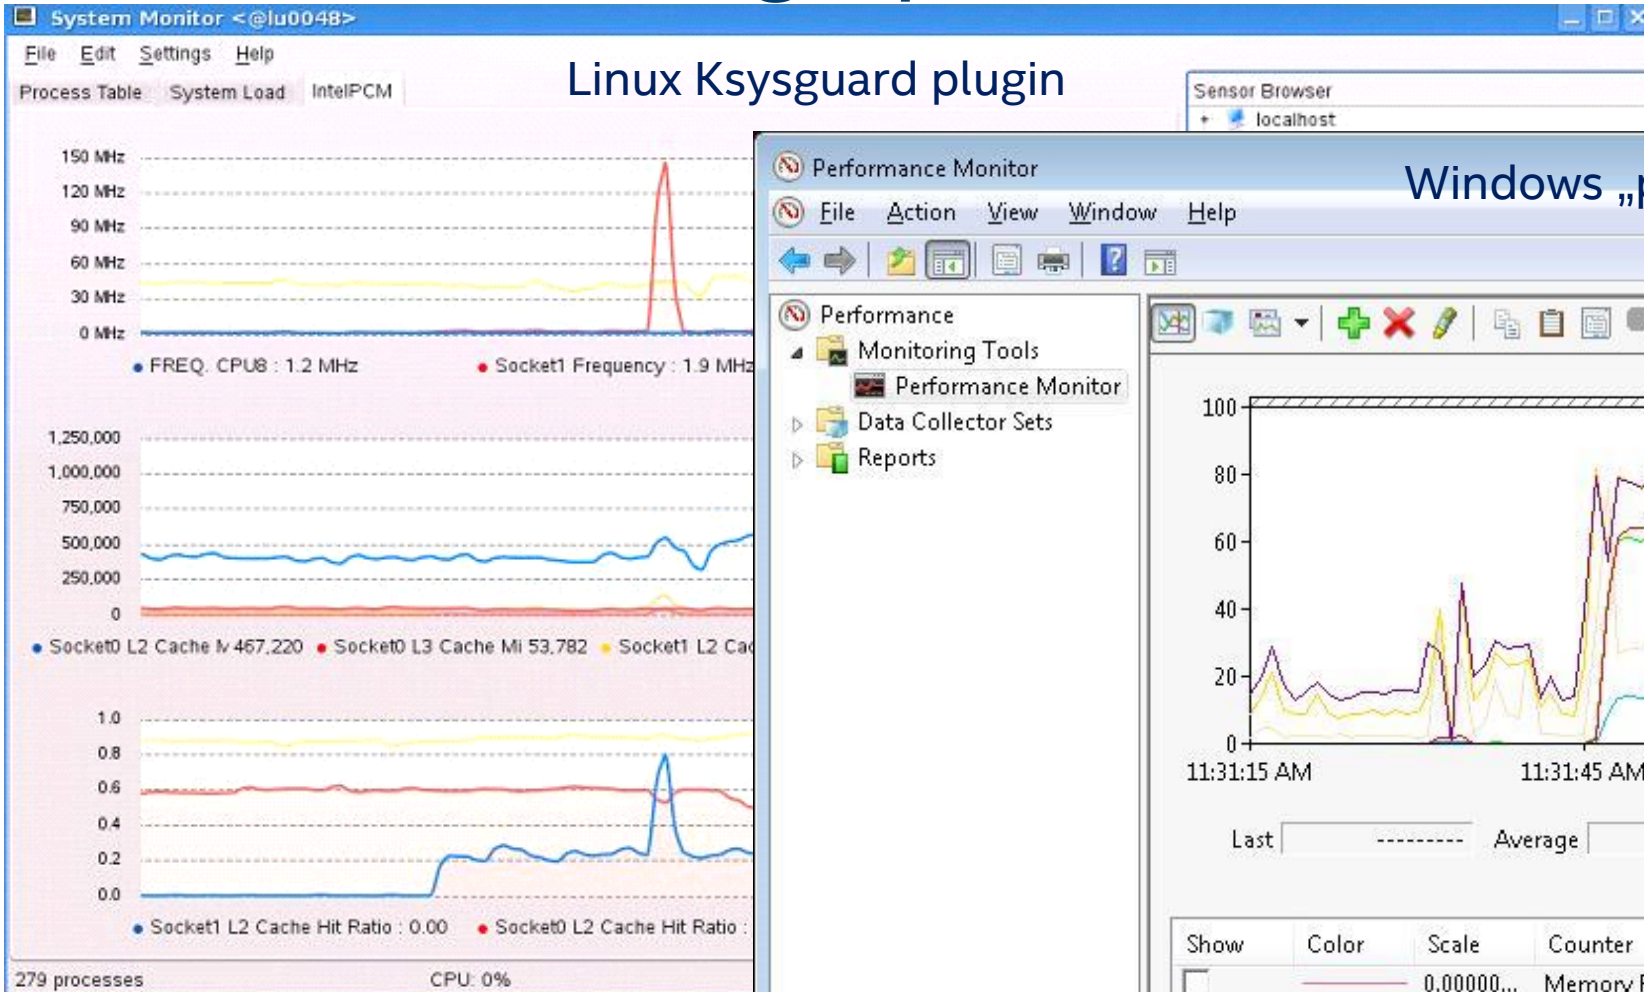 System Monitor <@lu0048>
File Edit Settings Help
Linux Ksysguard plugin
Process Table System Load IntelPCM
150 MHz
120 MHz
90 MHz
60 MHz
30 MHz
0 MHz
FREQ. CPU8 : 1.2 MHz Socket1 Frequency : 1.9 MHz
1,250,000
1,000,000
750,000
500,000
250,000
0
Socket0 L2 Cache M 467,220 Socket0 L3 Cache Mi 53,782 Socket1 L2 Cac
1.0
0.8
0.6
0.4
0.2
0.0
Socket1 L2 Cache Hit Ratio : 0.00 Socket0 L2 Cache Hit Ratio :
279 processes CPU: 0%
Sensor Browser
localhost
Performance Monitor
Windows „p
File Action View Window Help
Performance
Monitoring Tools
Performance Monitor
Data Collector Sets
Reports
100
80
60
40
20
0
11:31:15 AM 11:31:45 AM
Last --------- Average
Show Color Scale Counter
0.00000... Memory